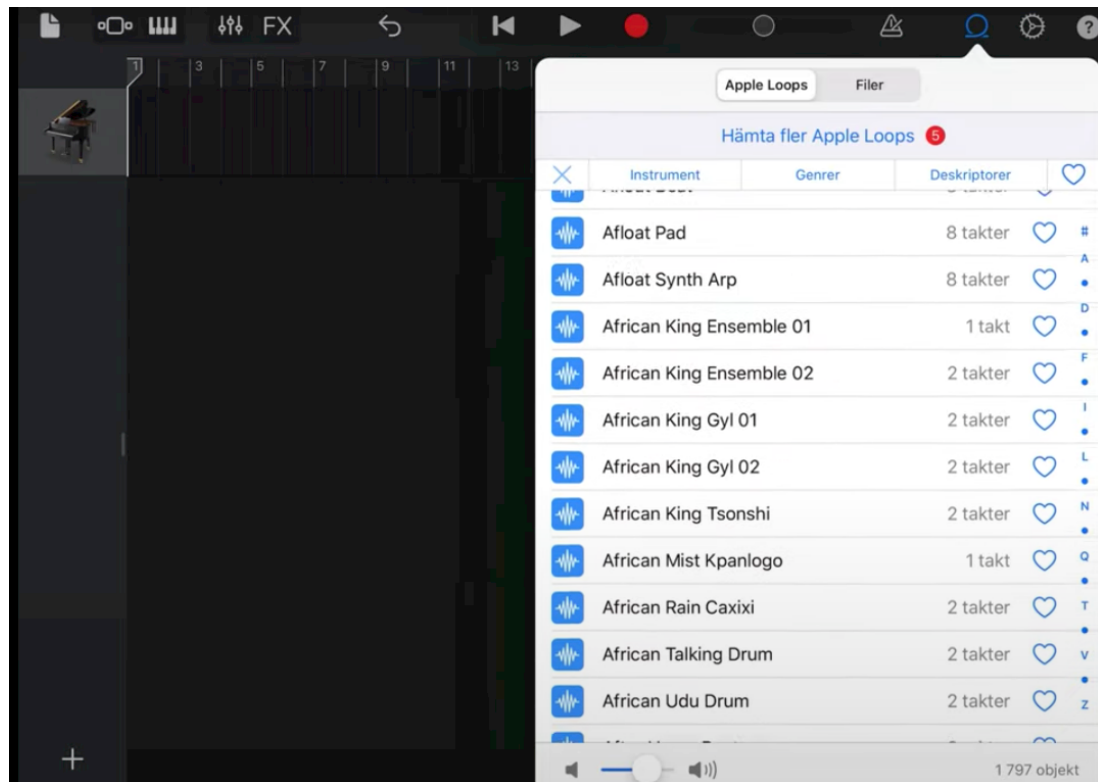 FX
?
1 3 5 7 9 11 13
Apple Loops Filer
Hämta fler Apple Loops 5
Instrument Genrer Deskriptorer
Afloat Pad 8 takter
Afloat Synth Arp 8 takter
African King Ensemble 01 1 takt
African King Ensemble 02 2 takter
African King Gyl 01 2 takter
African King Gyl 02 2 takter
African King Tsonshi 2 takter
African Mist Kpanlogo 1 takt
African Rain Caxixi 2 takter
African Talking Drum 2 takter
African Udu Drum 2 takter
#
A
D
F
I
L
N
Q
T
V
Z
1 797 objekt